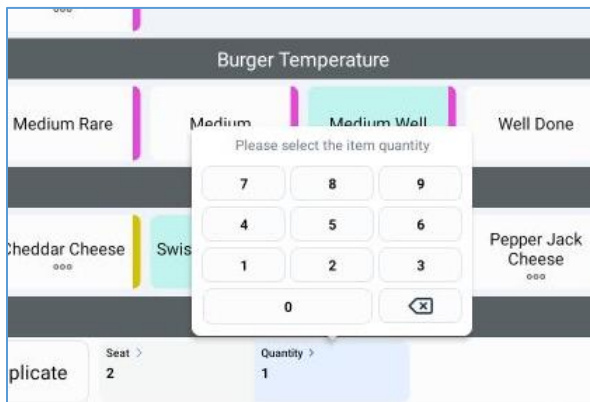 Burger Temperature
Medium Rare
Medium
Medium Well
Well Done
Please select the item quantity
7 8 9
4 5 6
1 2 3
0
Cheddar Cheese
Swis
Pepper Jack
Cheese
Seat >
2
Quantity >
1
plicate